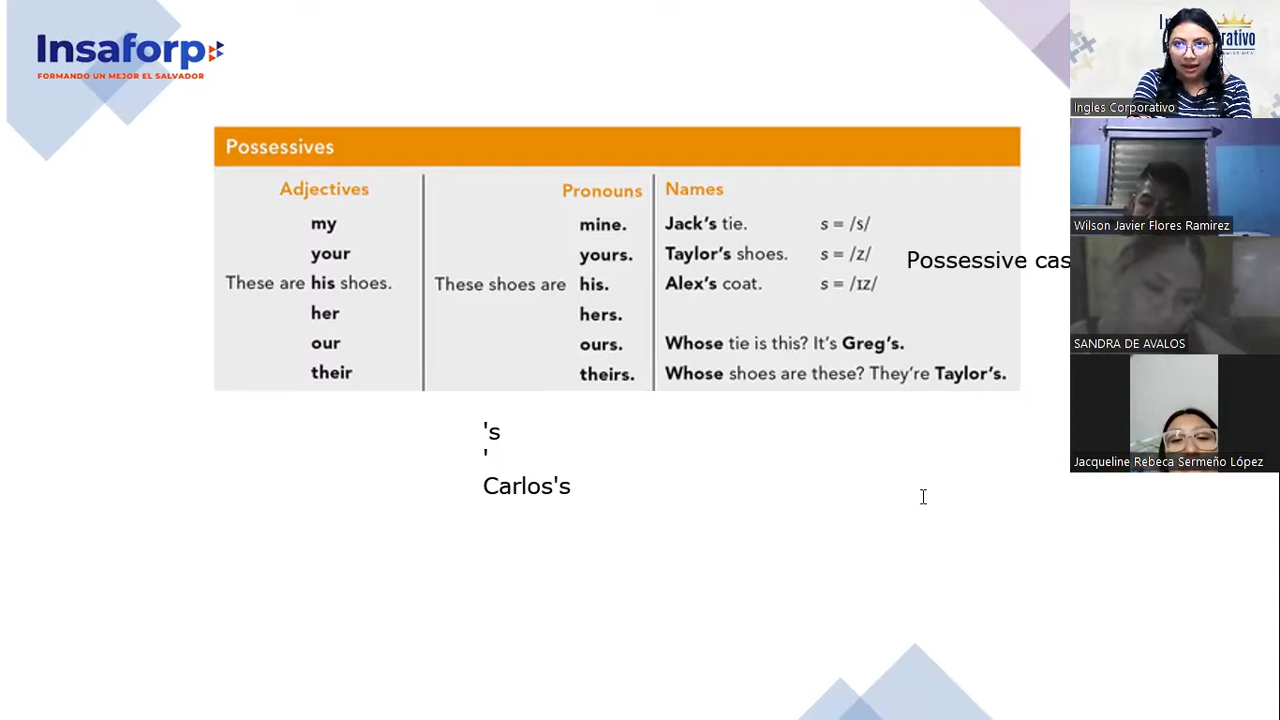 Insaforp
FORMANDO UN MEJOR EL SALVADOR
Possessives
Adjectives
my
your
These are his shoes.
her
our
their
Pronouns
mine.
yours.
These shoes are his.
hers.
ours.
theirs.
Names
Jack's tie. s = /s/
Taylor's shoes. s = /z/
Alex's coat. s = /ɪz/
Whose tie is this? It's Greg's.
Whose shoes are these? They're Taylor's.
Possessive cas
's
'
Carlos's
Ingles Corporativo
Wilson Javier Flores Ramirez
SANDRA DE AVALOS
Jacqueline Rebeca Sermeño López